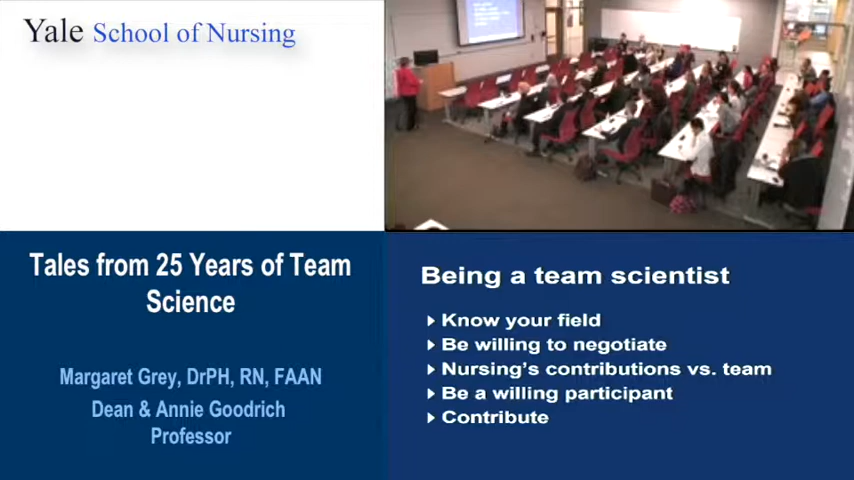 Yale School of Nursing
Tales from 25 Years of Team
Science
Margaret Grey, DrPH, RN, FAAN
Dean & Annie Goodrich
Professor
Being a team scientist
Know your field
Be willing to negotiate
Nursing's contributions vs. team
Be a willing participant
Contribute